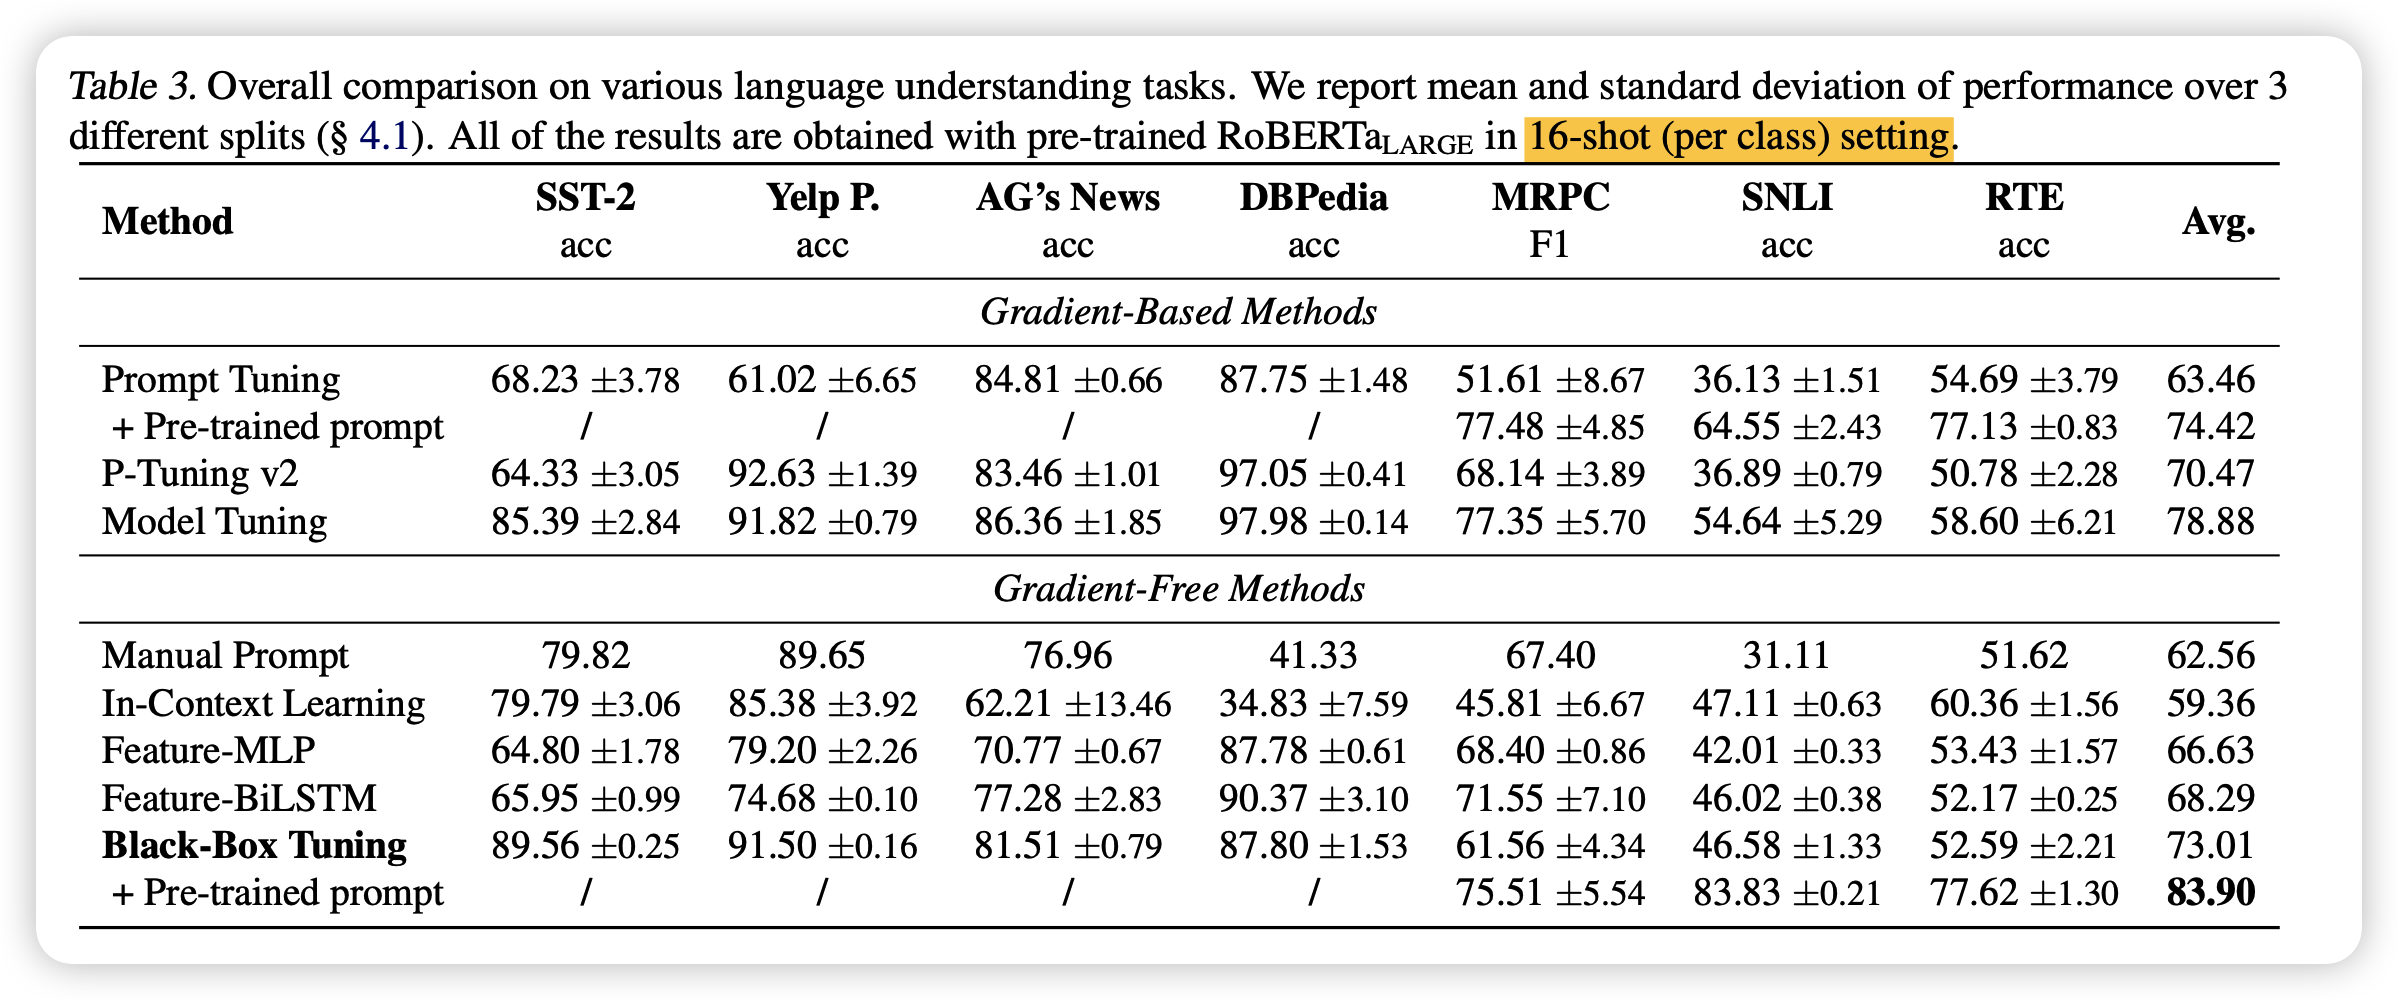 Table 3. Overall comparison on various language understanding tasks. We report mean and standard deviation of performance over 3
different splits (§ 4.1). All of the results are obtained with pre-trained RoBERTaLARGE in 16-shot (per class) setting.
Method SST-2 Yelp P. AG's News DBPedia MRPC SNLI RTE Avg.
acc acc acc acc F1 acc acc
Gradient-Based Methods
Prompt Tuning 68.23 ±3.78 61.02 ±6.65 84.81 ±0.66 87.75 ±1.48 51.61 ±8.67 36.13 ±1.51 54.69 ±3.79 63.46
+ Pre-trained prompt / / / / 77.48 ±4.85 64.55 ±2.43 77.13 ±0.83 74.42
P-Tuning v2 64.33 ±3.05 92.63 ±1.39 83.46 ±1.01 97.05 ±0.41 68.14 ±3.89 36.89 ±0.79 50.78 ±2.28 70.47
Model Tuning 85.39 ±2.84 91.82 ±0.79 86.36 ±1.85 97.98 ±0.14 77.35 ±5.70 54.64 ±5.29 58.60 ±6.21 78.88
Gradient-Free Methods
Manual Prompt 79.82 89.65 76.96 41.33 67.40 31.11 51.62 62.56
In-Context Learning 79.79 ±3.06 85.38 ±3.92 62.21 ±13.46 34.83 ±7.59 45.81 ±6.67 47.11 ±0.63 60.36 ±1.56 59.36
Feature-MLP 64.80 ±1.78 79.20 ±2.26 70.77 ±0.67 87.78 ±0.61 68.40 ±0.86 42.01 ±0.33 53.43 ±1.57 66.63
Feature-BiLSTM 65.95 ±0.99 74.68 ±0.10 77.28 ±2.83 90.37 ±3.10 71.55 ±7.10 46.02 ±0.38 52.17 ±0.25 68.29
Black-Box Tuning 89.56 ±0.25 91.50 ±0.16 81.51 ±0.79 87.80 ±1.53 61.56 ±4.34 46.58 ±1.33 52.59 ±2.21 73.01
+ Pre-trained prompt / / / / 75.51 ±5.54 83.83 ±0.21 77.62 ±1.30 83.90